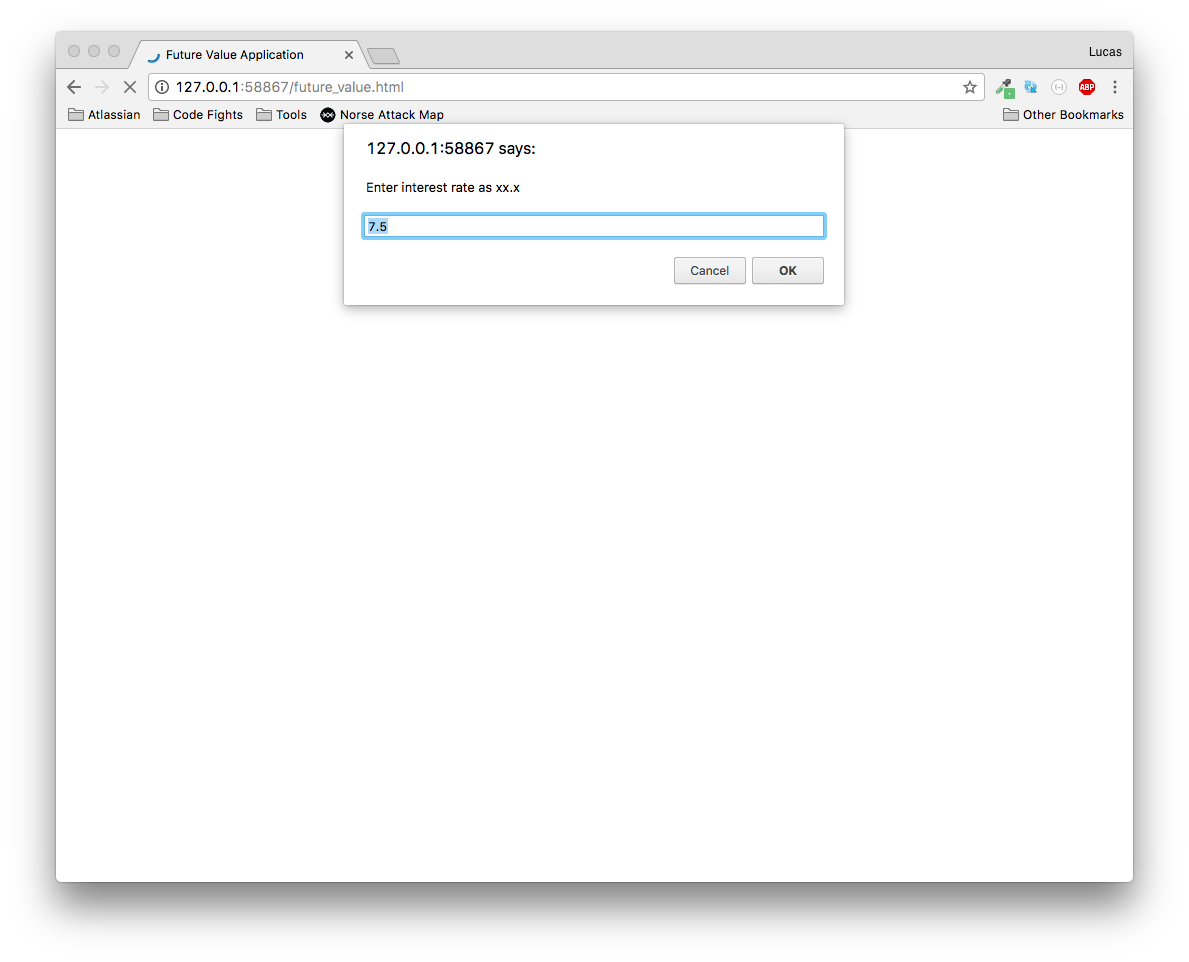 Future Value Application
Lucas
127.0.0.1:58867/future_value.html
ABP
Atlassian Code Fights Tools Norse Attack Map Other Bookmarks
127.0.0.1:58867 says:
Enter interest rate as xx.x
7.5
Cancel OK